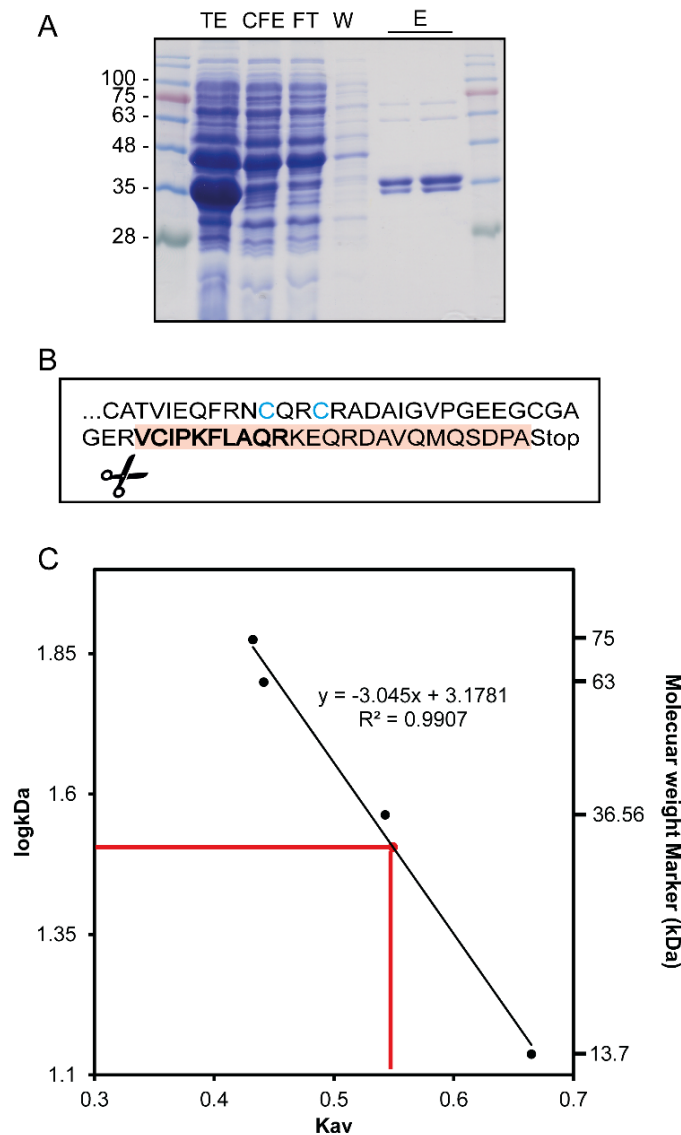 A
TE CFE FT W E
100 -
75 -
63 -
48 -
35 -
28 -
B
...CATVIEQFRNCQRCRADAIGVPGEEGCGA
GERVCIPKFLAQRKEQRDAVQMQSDPAStop
C
y = -3.045x + 3.1781
R² = 0.9907
1.85
1.6
1.35
1.1
logkDa
75
63
36.56
13.7
Molecuar weight Marker (kDa)
0.3 0.4 0.5 0.6 0.7
Kav